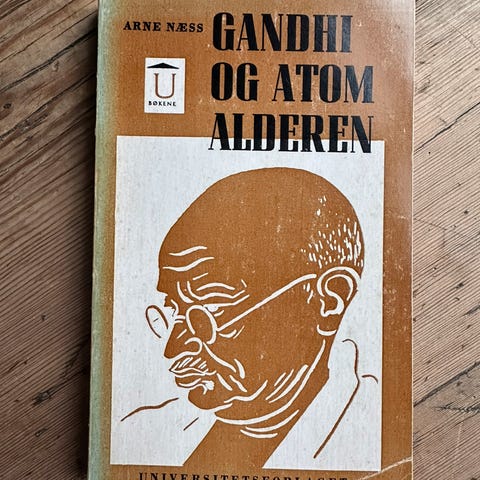 ARNE NÆSS
GANDHI
OG ATOM
ALDEREN
U
BØKENE
UNIVERSITETSFORLAGET